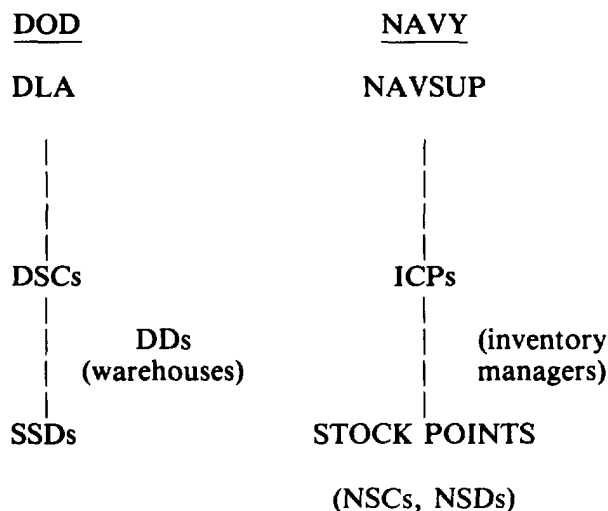 DOD NAVY
DLA NAVSUP
DSCs ICPs
DDs (inventory
(warehouses) managers)
SSDs STOCK POINTS
(NSCs, NSDs)